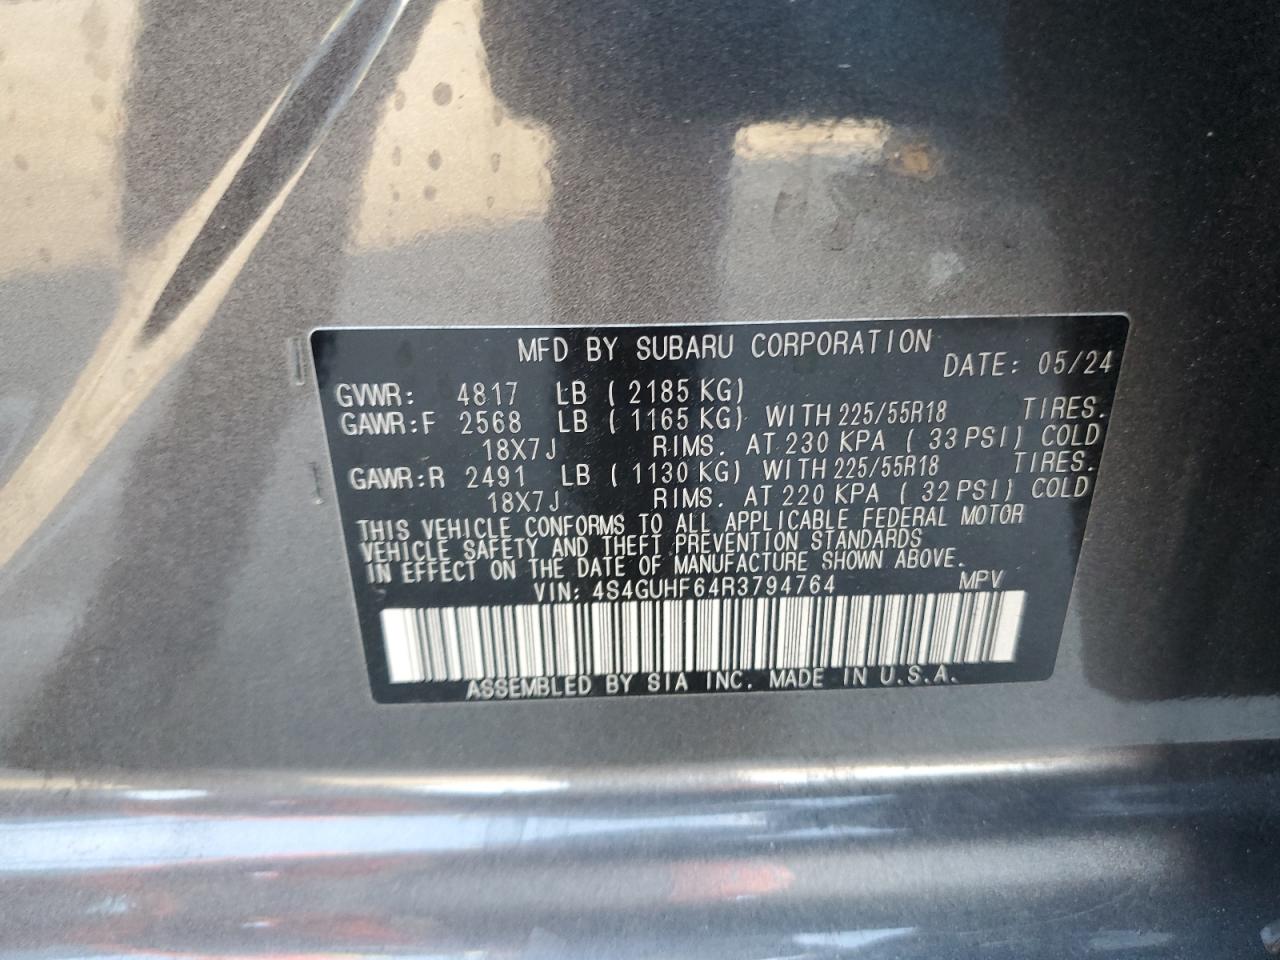 MFD BY SUBARU CORPORATION DATE: 05/24
GVWR: 4817 LB ( 2185 KG)
GAWR:F 2568 LB ( 1165 KG) WITH 225/55R18 TIRES.
18X7J RIMS. AT 230 KPA ( 33 PSI) COLD
GAWR:R 2491 LB ( 1130 KG) WITH 225/55R18 TIRES.
18X7J RIMS. AT 220 KPA ( 32 PSI) COLD
THIS VEHICLE CONFORMS TO ALL APPLICABLE FEDERAL MOTOR
VEHICLE SAFETY AND THEFT PREVENTION STANDARDS
IN EFFECT ON THE DATE OF MANUFACTURE SHOWN ABOVE.
VIN: 4S4GUHF64R3794764 MPV
ASSEMBLED BY SIA INC. MADE IN U.S.A.